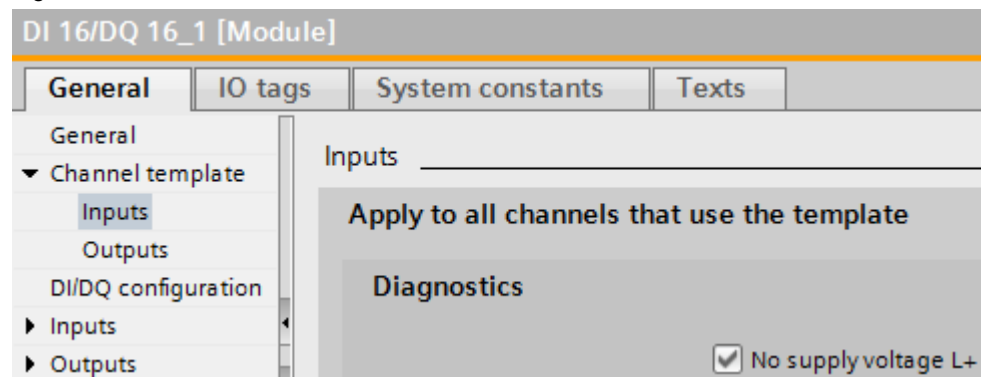 DI 16/DQ 16_1 [Module]
General IO tags System constants Texts
General
Channel template
Inputs
Outputs
DI/DQ configuration
Inputs
Outputs
Inputs
Apply to all channels that use the template
Diagnostics
No supply voltage L+